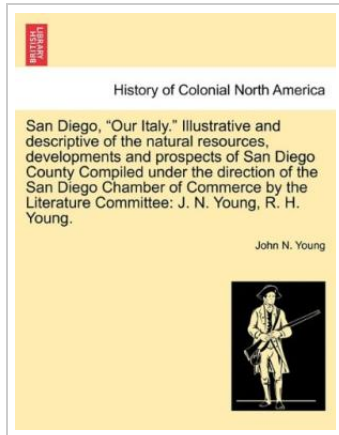 BRITISH
LIBRARY
History of Colonial North America
San Diego, “Our Italy.” Illustrative and
descriptive of the natural resources,
developments and prospects of San Diego
County Compiled under the direction of the
San Diego Chamber of Commerce by the
Literature Committee: J. N. Young, R. H.
Young.
John N. Young